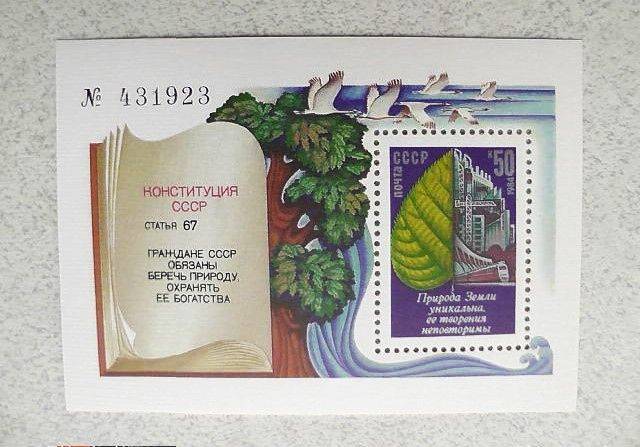 № 431923
КОНСТИТУЦИЯ
СССР
СТАТЬЯ 67
ГРАЖДАНЕ СССР
ОБЯЗАНЫ
БЕРЕЧЬ ПРИРОДУ,
ОХРАНЯТЬ
ЕЕ БОГАТСТВА
ПОЧТА СССР
К50
1984
Природа Земли
уникальна,
ее творения
неповторимы